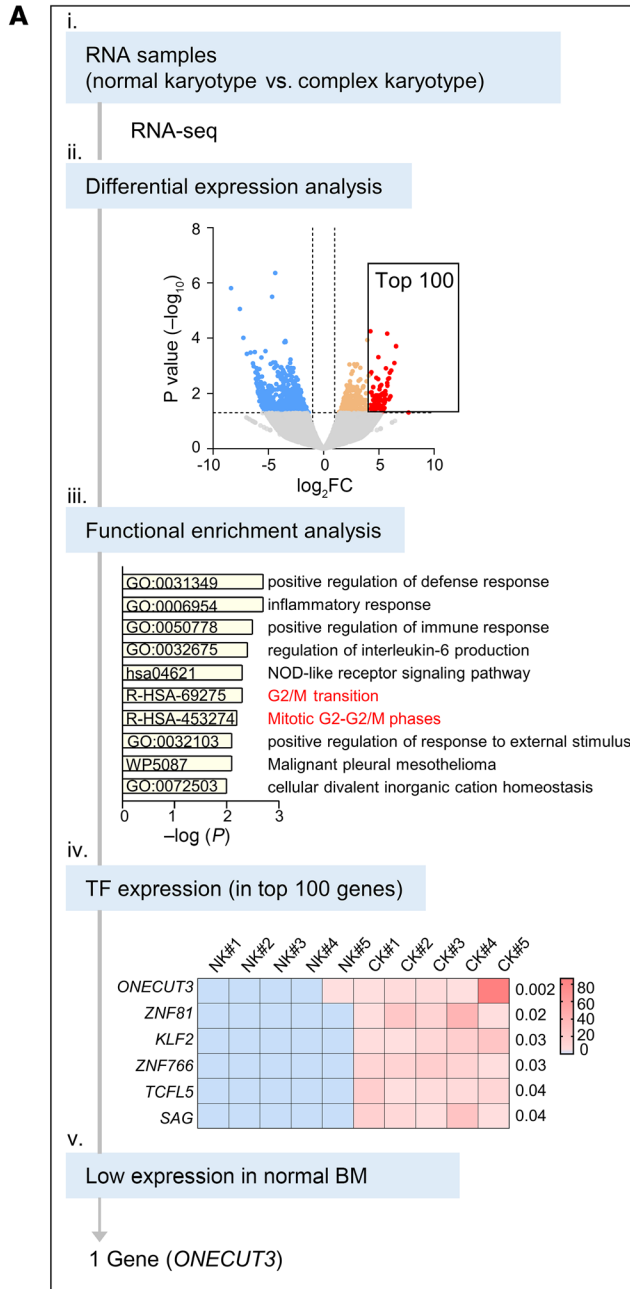 A
i.
RNA samples
(normal karyotype vs. complex karyotype)
RNA-seq
ii.
Differential expression analysis
8
6
4
2
0
P value (–log10)
Top 100
-10 -5 0 5 10
log2FC
iii.
Functional enrichment analysis
GO:0031349 positive regulation of defense response
GO:0006954 inflammatory response
GO:0050778 positive regulation of immune response
GO:0032675 regulation of interleukin-6 production
hsa04621 NOD-like receptor signaling pathway
R-HSA-69275 G2/M transition
R-HSA-453274 Mitotic G2-G2/M phases
GO:0032103 positive regulation of response to external stimulus
WP5087 Malignant pleural mesothelioma
GO:0072503 cellular divalent inorganic cation homeostasis
0 1 2 3
–log (P)
iv.
TF expression (in top 100 genes)
NK#1 NK#2 NK#3 NK#4 NK#5 CK#1 CK#2 CK#3 CK#4 CK#5
ONECUT3 0.002
ZNF81 0.02
KLF2 0.03
ZNF766 0.03
TCFL5 0.04
SAG 0.04
80
60
40
20
0
v.
Low expression in normal BM
1 Gene (ONECUT3)